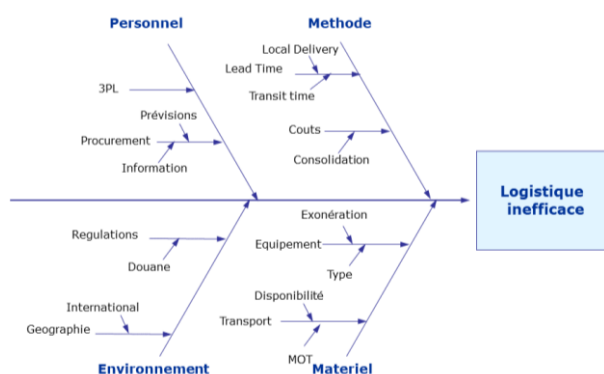 Personnel
Methode
Local Delivery
Lead Time
Transit time
3PL
Prévisions
Procurement
Information
Couts
Consolidation
Logistique
inefficace
Exonération
Regulations
Equipement
Douane
Type
Disponibilité
International
Transport
Geographie
MOT
Environnement
Materiel